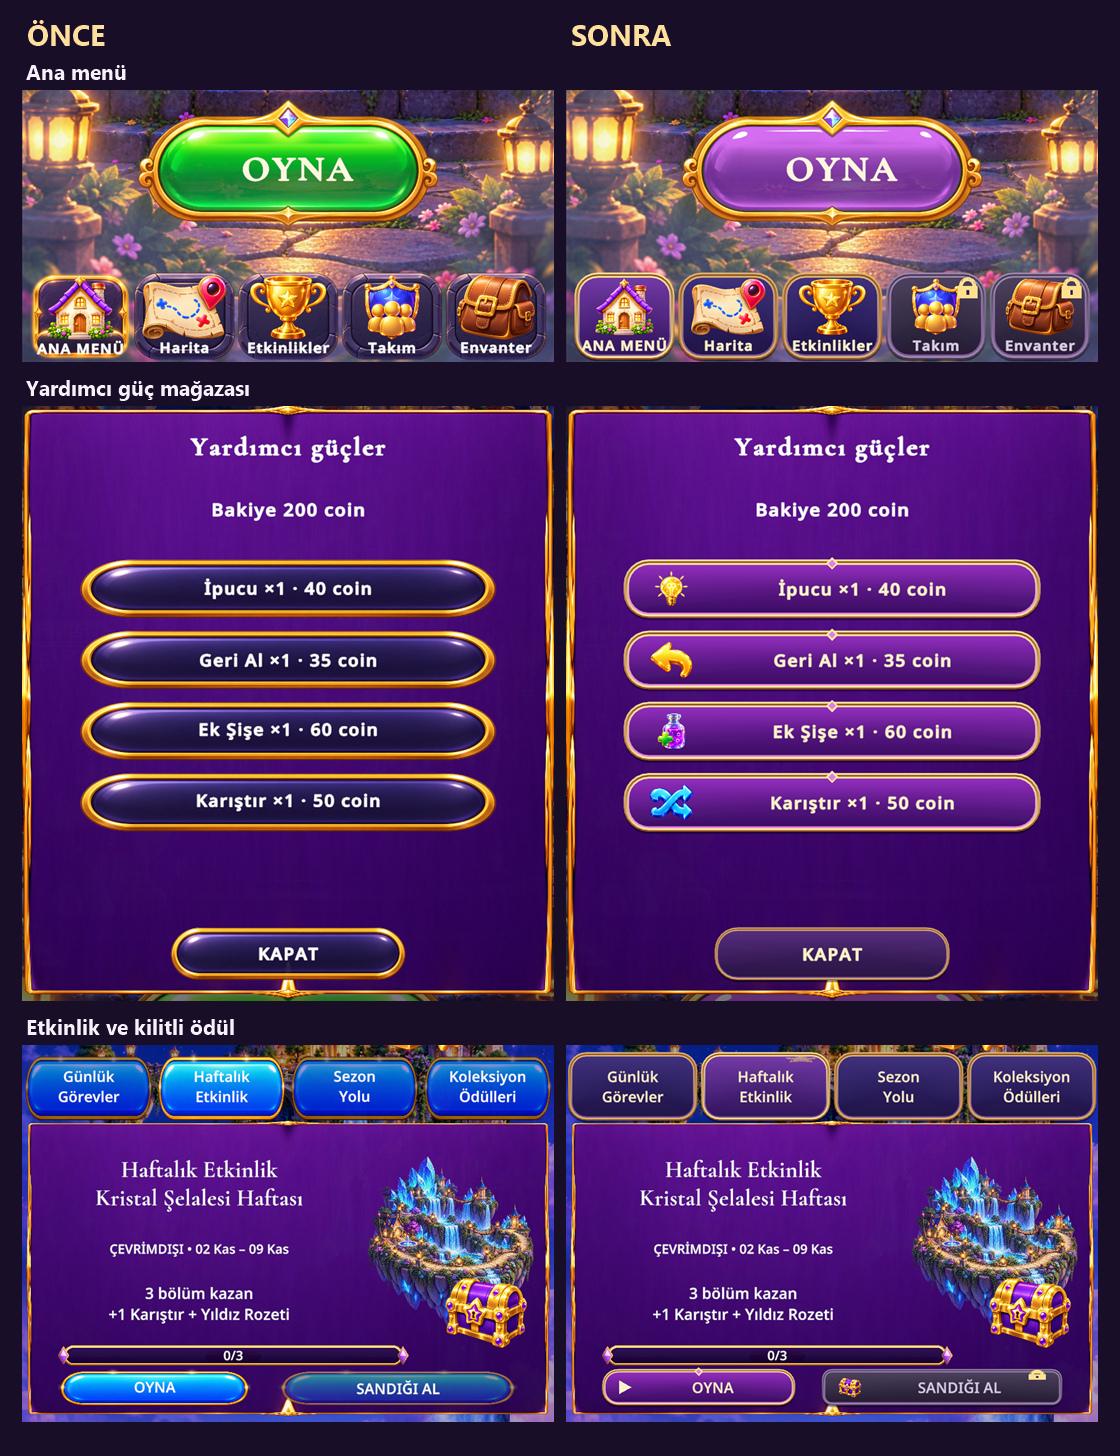 ÖNCE
SONRA
Ana menü
OYNA
ANA MENÜ
Harita
Etkinlikler
Takım
Envanter
OYNA
ANA MENÜ
Harita
Etkinlikler
Takım
Envanter
Yardımcı güç mağazası
Yardımcı güçler
Bakiye 200 coin
İpucu ×1 · 40 coin
Geri Al ×1 · 35 coin
Ek Şişe ×1 · 60 coin
Karıştır ×1 · 50 coin
KAPAT
Yardımcı güçler
Bakiye 200 coin
İpucu ×1 · 40 coin
Geri Al ×1 · 35 coin
Ek Şişe ×1 · 60 coin
Karıştır ×1 · 50 coin
KAPAT
Etkinlik ve kilitli ödül
Günlük
Görevler
Haftalık
Etkinlik
Sezon
Yolu
Koleksiyon
Ödülleri
Haftalık Etkinlik
Kristal Şelalesi Haftası
ÇEVRİMDIŞI • 02 Kas – 09 Kas
3 bölüm kazan
+1 Karıştır + Yıldız Rozeti
0/3
OYNA
SANDIĞI AL
Günlük
Görevler
Haftalık
Etkinlik
Sezon
Yolu
Koleksiyon
Ödülleri
Haftalık Etkinlik
Kristal Şelalesi Haftası
ÇEVRİMDIŞI • 02 Kas – 09 Kas
3 bölüm kazan
+1 Karıştır + Yıldız Rozeti
0/3
OYNA
SANDIĞI AL